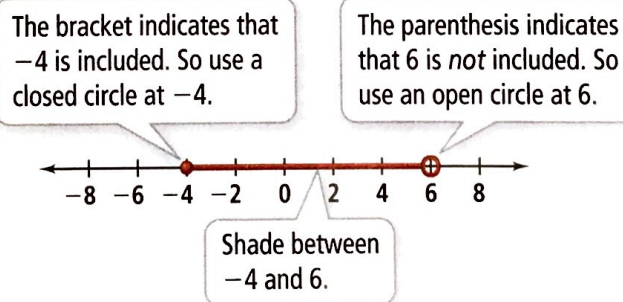 The bracket indicates that
−4 is included. So use a
closed circle at −4.
The parenthesis indicates
that 6 is not included. So
use an open circle at 6.
−8 −6 −4 −2 0 2 4 6 8
Shade between
−4 and 6.